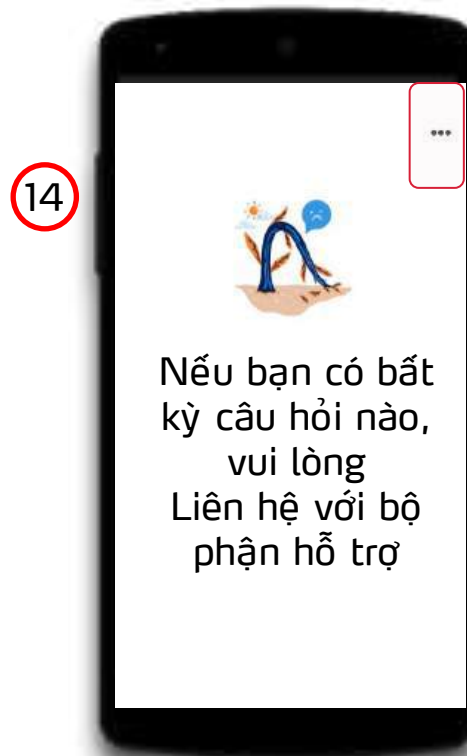 14
Nếu bạn có bất
kỳ câu hỏi nào,
vui lòng
Liên hệ với bộ
phận hỗ trợ